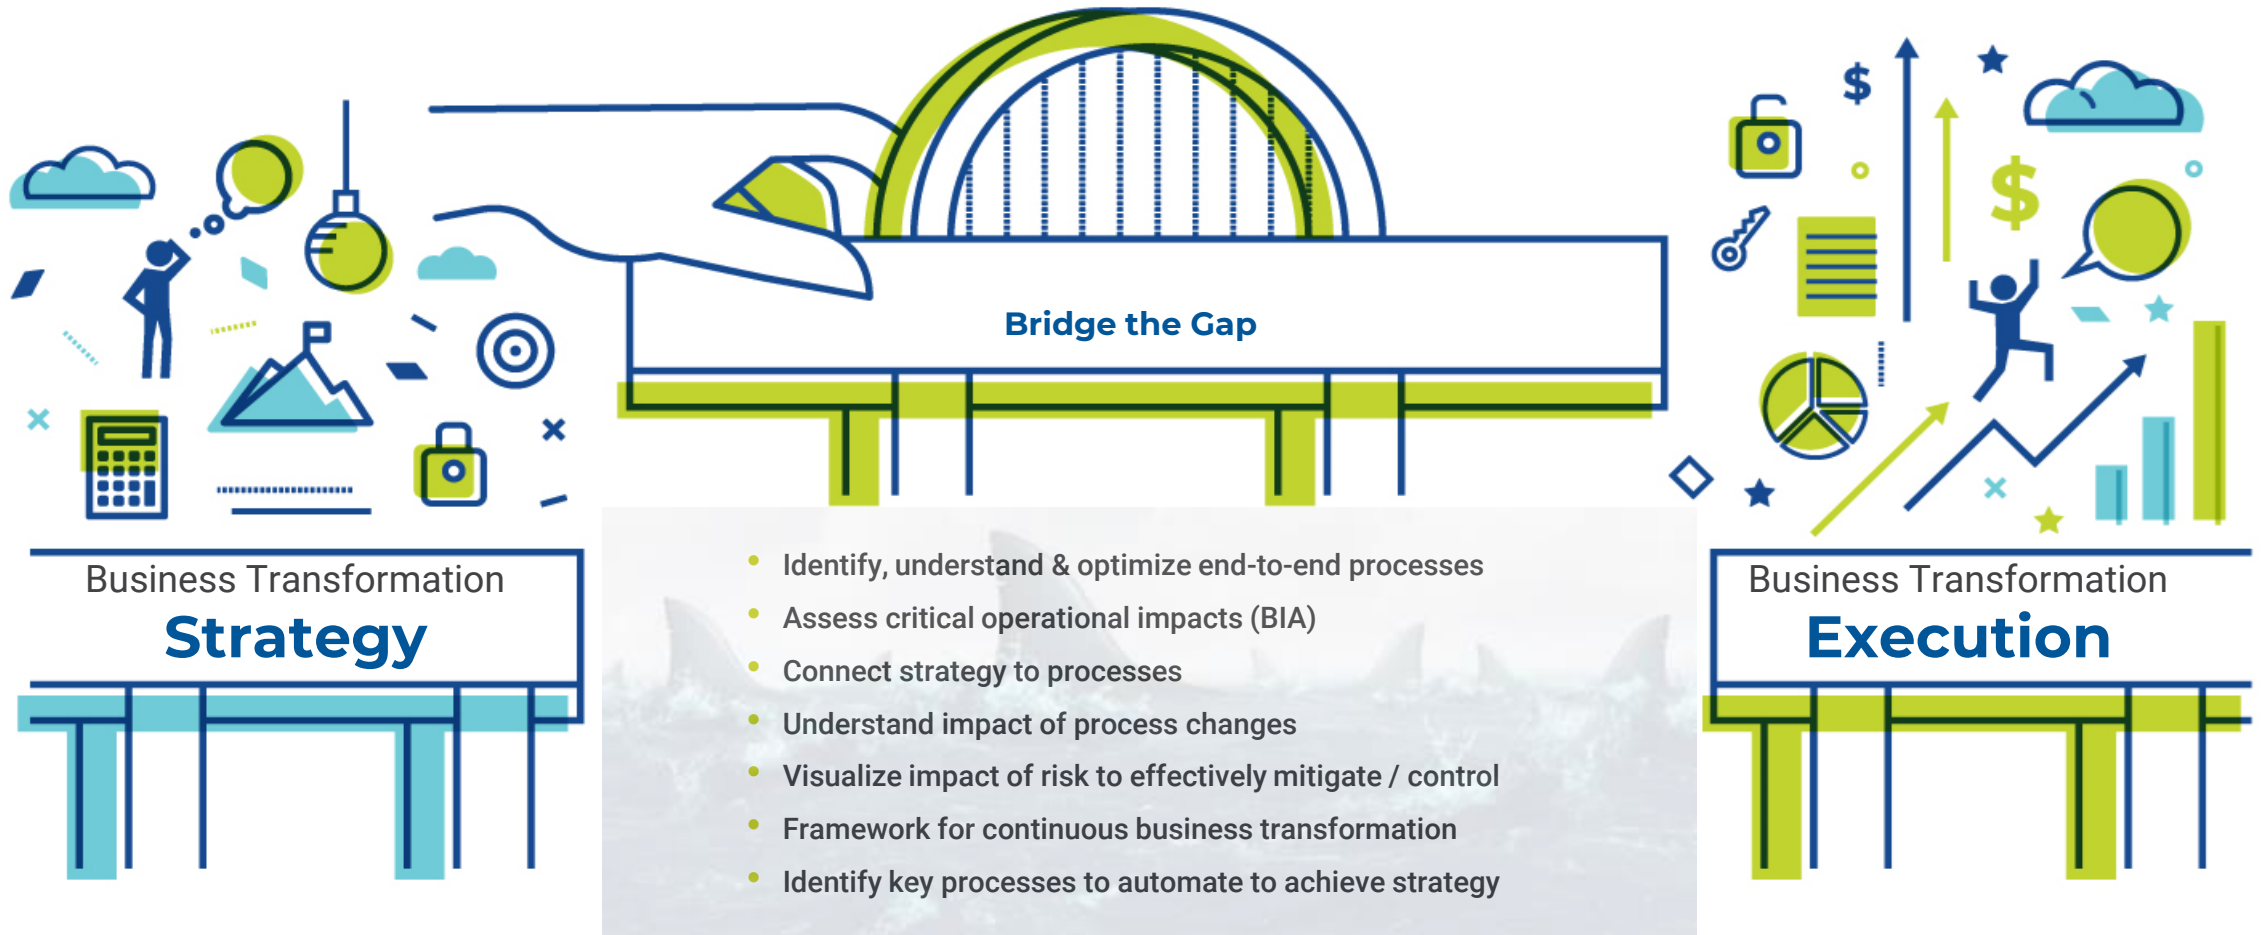 Bridge the Gap
Business Transformation
Strategy
• Identify, understand & optimize end-to-end processes
• Assess critical operational impacts (BIA)
• Connect strategy to processes
• Understand impact of process changes
• Visualize impact of risk to effectively mitigate / control
• Framework for continuous business transformation
• Identify key processes to automate to achieve strategy
Business Transformation
Execution
$
$